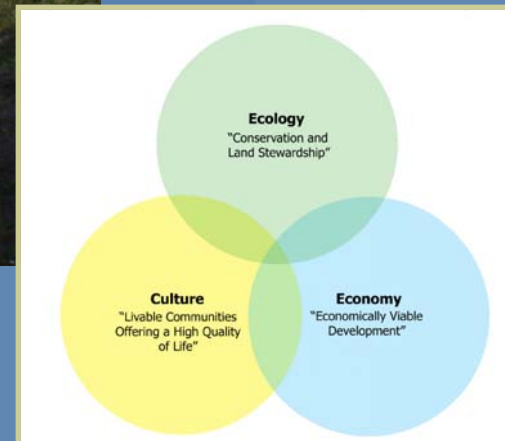 Ecology
“Conservation and
Land Stewardship”
Culture
“Livable Communities
Offering a High Quality
of Life”
Economy
“Economically Viable
Development”